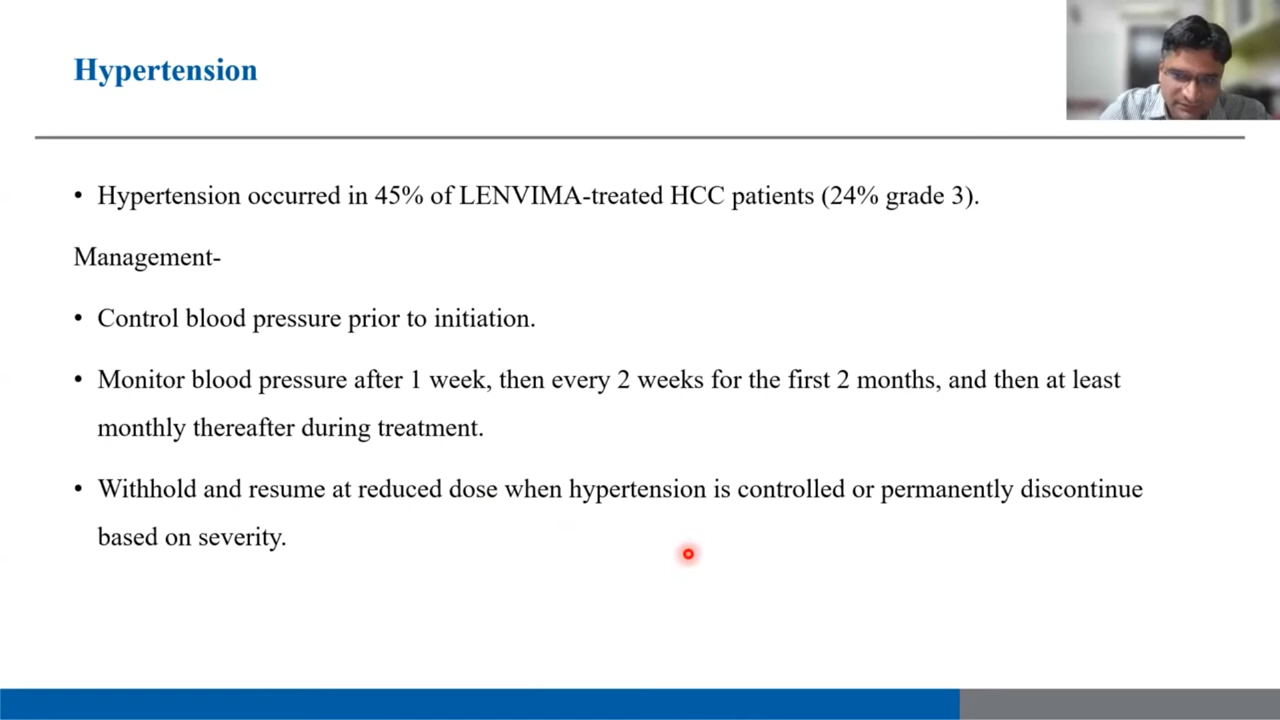 Hypertension
• Hypertension occurred in 45% of LENVIMA-treated HCC patients (24% grade 3).
Management-
• Control blood pressure prior to initiation.
• Monitor blood pressure after 1 week, then every 2 weeks for the first 2 months, and then at least
monthly thereafter during treatment.
• Withhold and resume at reduced dose when hypertension is controlled or permanently discontinue
based on severity.